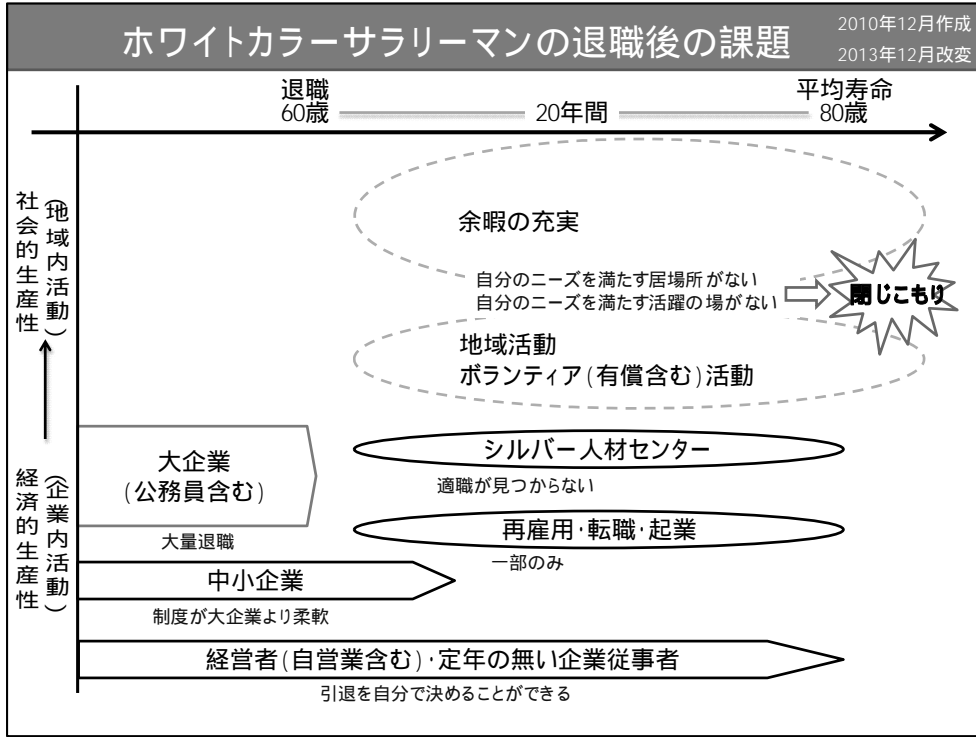 ホワイトカラーサラリーマンの退職後の課題
2010年12月作成
2013年12月改変
退職
60歳
20年間
平均寿命
80歳
社会的生産性
(地域内活動)
余暇の充実
自分のニーズを満たす居場所がない
自分のニーズを満たす活躍の場がない
閉じこもり
地域活動
ボランティア(有償含む)活動
経済的生産性
(企業内活動)
大企業
(公務員含む)
大量退職
シルバー人材センター
適職が見つからない
再雇用･転職･起業
一部のみ
中小企業
制度が大企業より柔軟
経営者(自営業含む)･定年の無い企業従事者
引退を自分で決めることができる